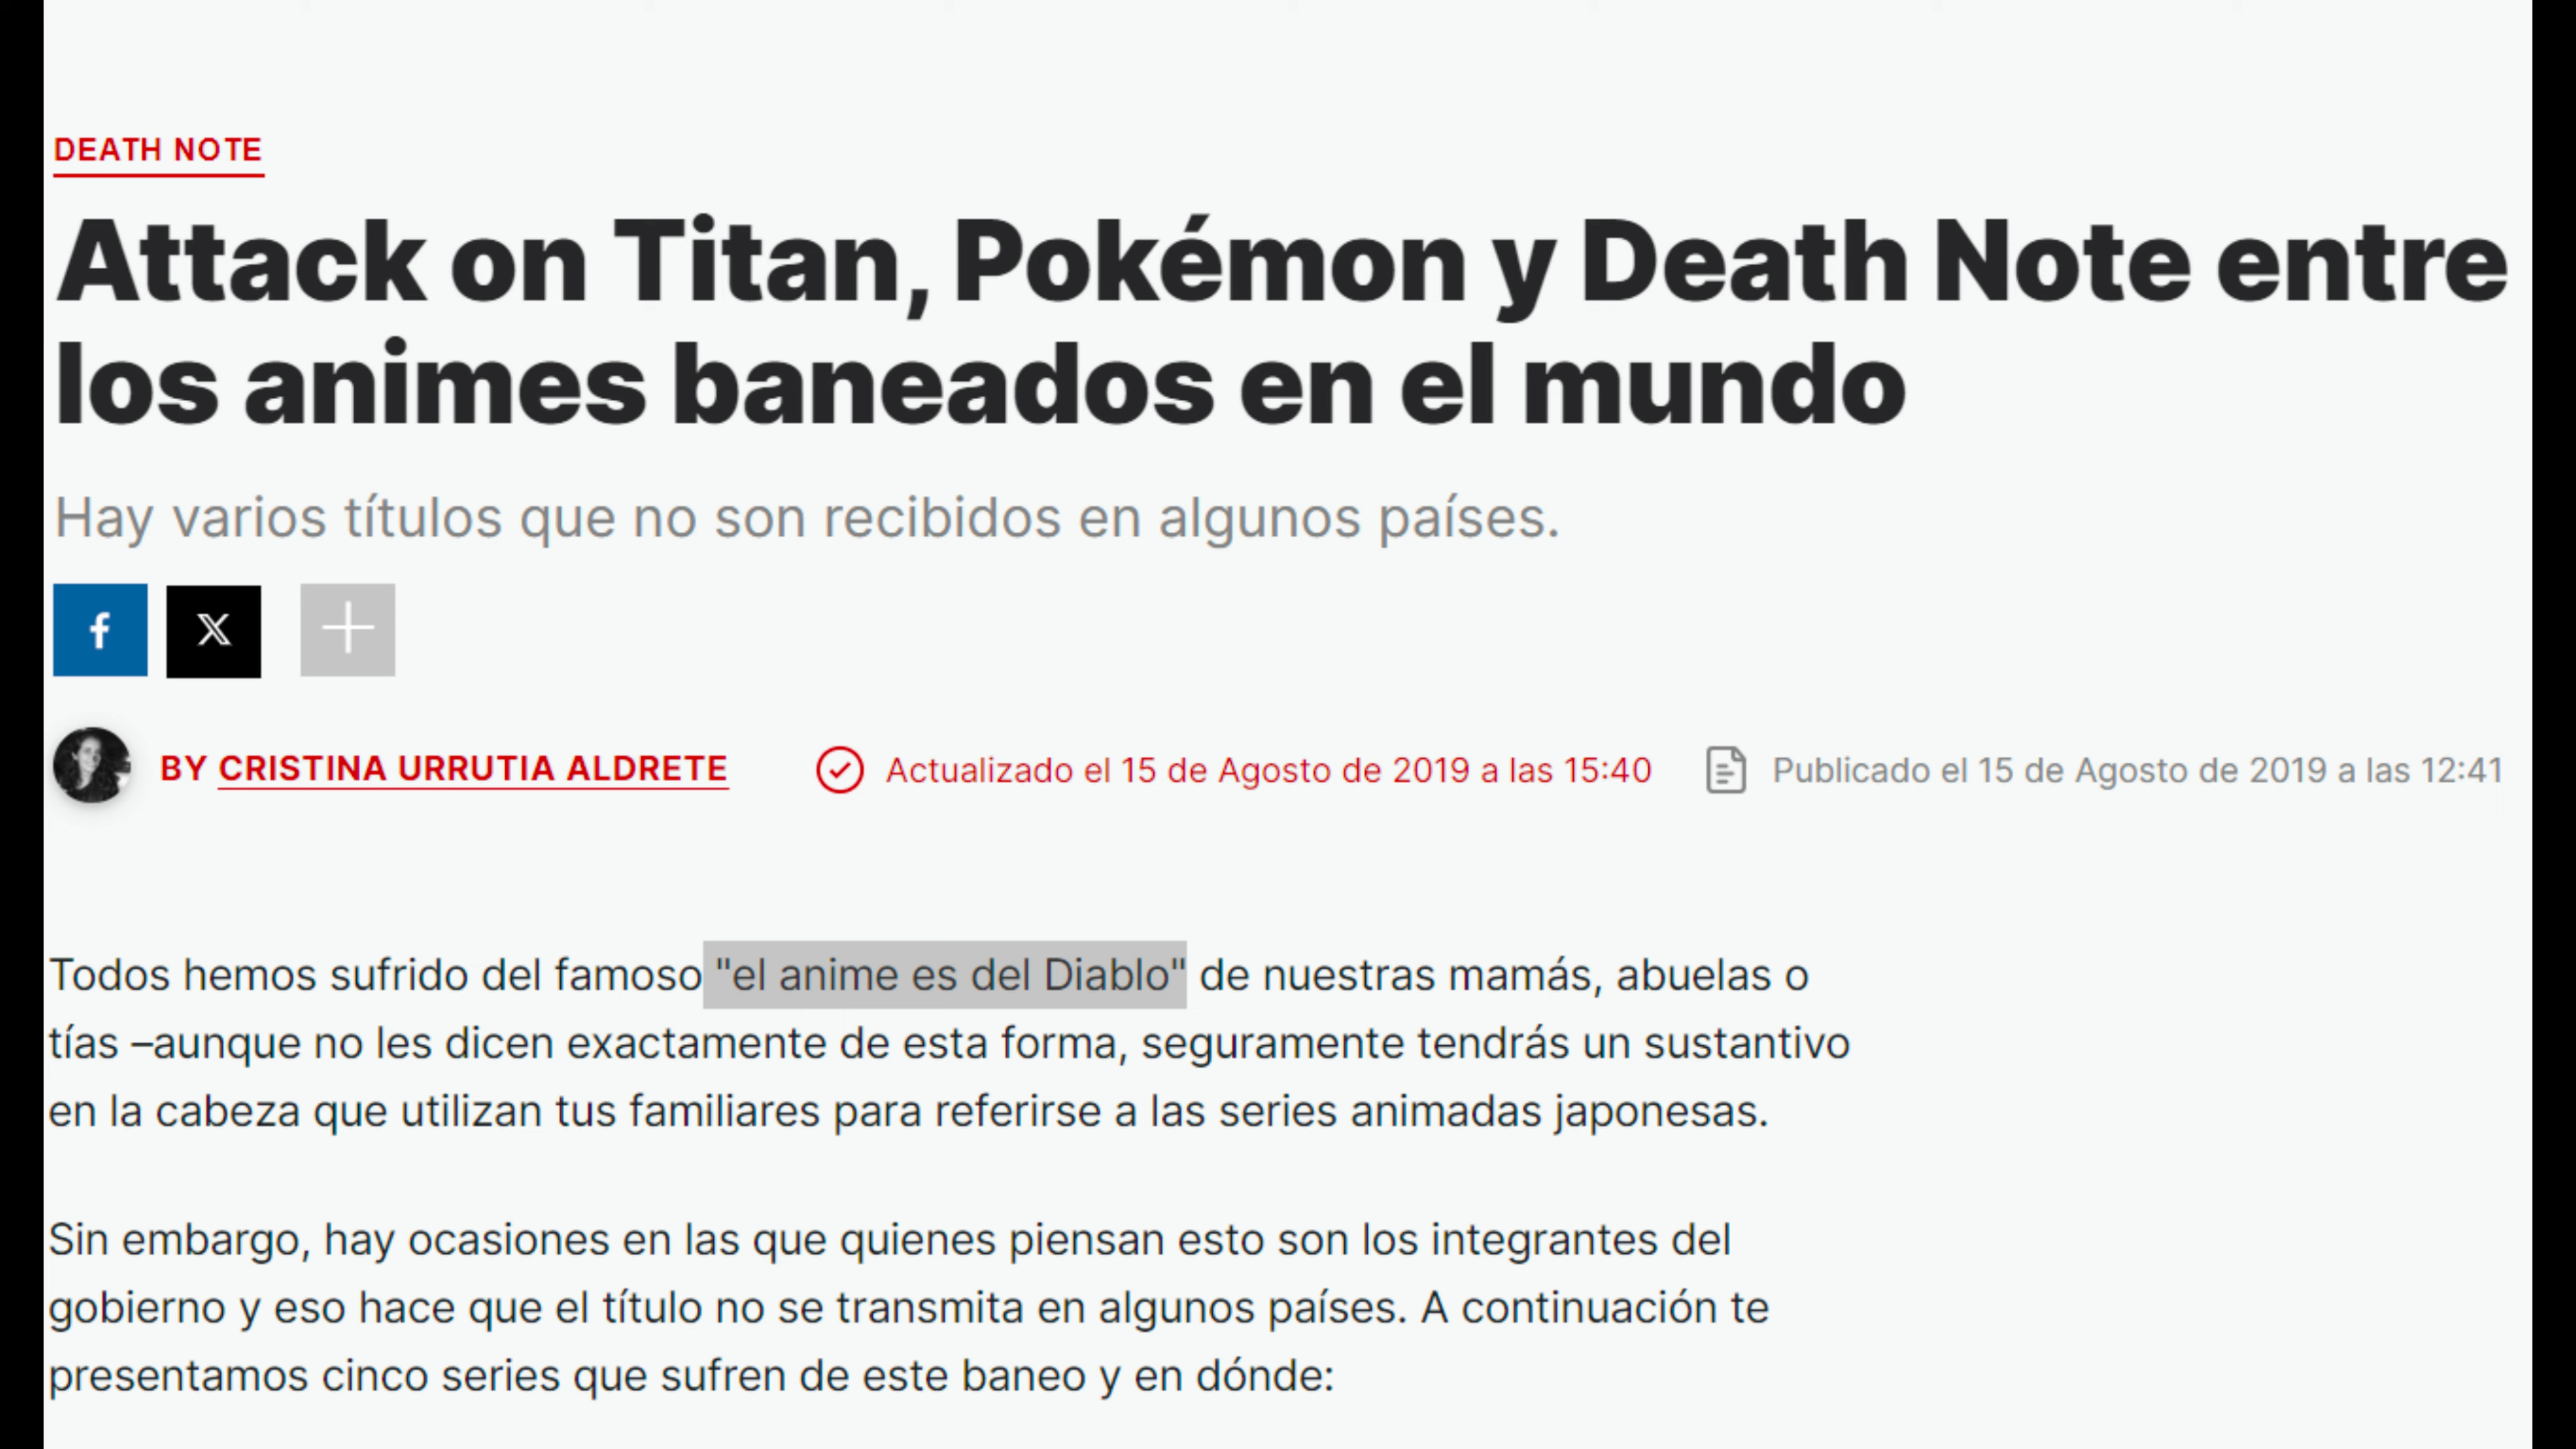 DEATH NOTE
Attack on Titan, Pokémon y Death Note entre
los animes baneados en el mundo
Hay varios títulos que no son recibidos en algunos países.
BY CRISTINA URRUTIA ALDRETE Actualizado el 15 de Agosto de 2019 a las 15:40 Publicado el 15 de Agosto de 2019 a las 12:41
Todos hemos sufrido del famoso "el anime es del Diablo" de nuestras mamás, abuelas o
tías –aunque no les dicen exactamente de esta forma, seguramente tendrás un sustantivo
en la cabeza que utilizan tus familiares para referirse a las series animadas japonesas.
Sin embargo, hay ocasiones en las que quienes piensan esto son los integrantes del
gobierno y eso hace que el título no se transmita en algunos países. A continuación te
presentamos cinco series que sufren de este baneo y en dónde: